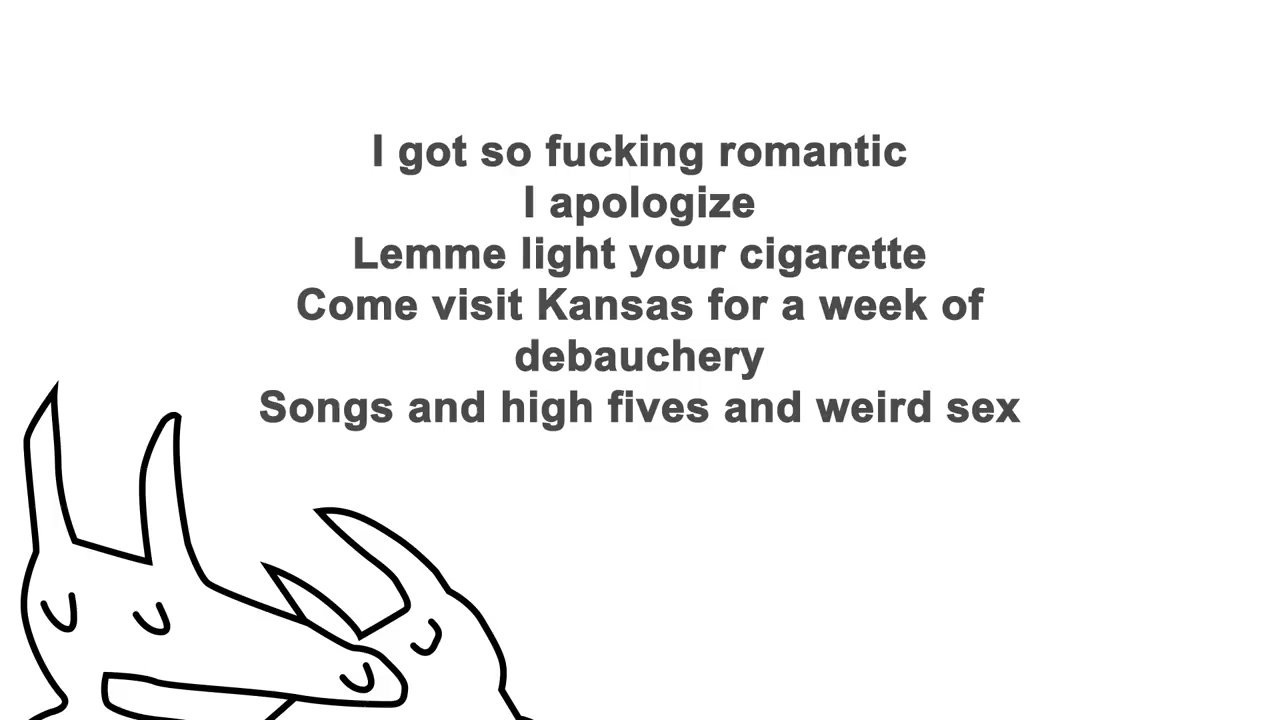 I got so fucking romantic
I apologize
Lemme light your cigarette
Come visit Kansas for a week of
debauchery
Songs and high fives and weird sex